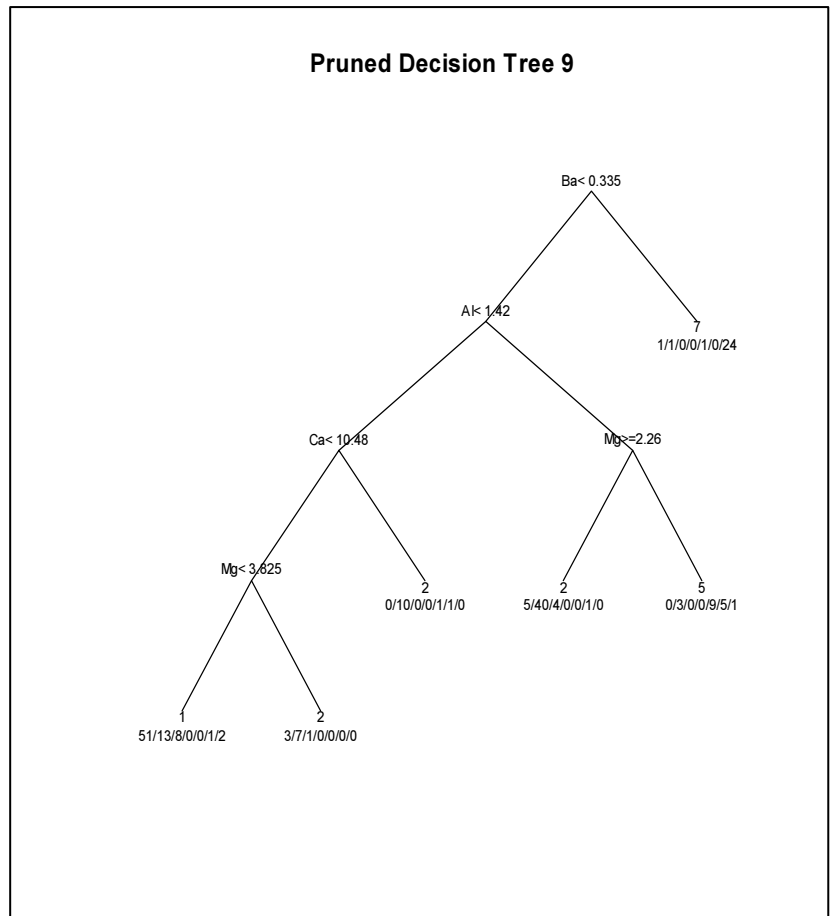 Pruned Decision Tree 9
Ba< 0.335
Al< 1.42
7
1/1/0/0/1/0/24
Ca< 10.48
Mg>=2.26
Mg< 3.825
2
0/10/0/0/1/1/0
2
5/40/4/0/0/1/0
5
0/3/0/0/9/5/1
1
51/13/8/0/0/1/2
2
3/7/1/0/0/0/0